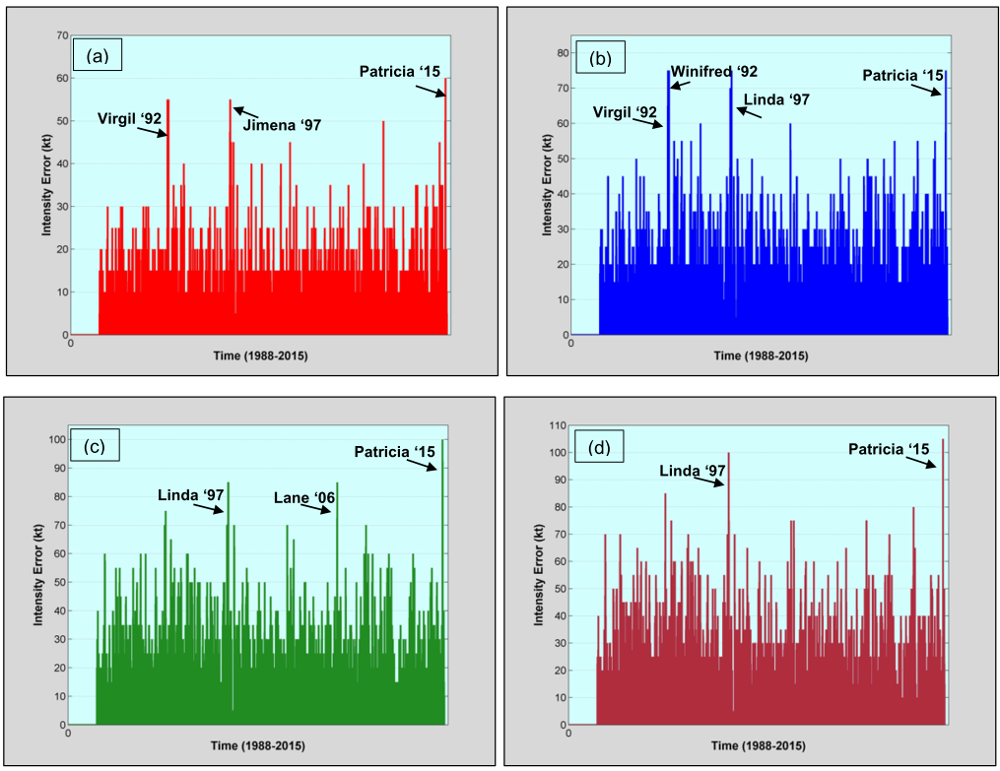 (a)
70
60
50
40
30
20
10
0
0
Intensity Error (kt)
Time (1988-2015)
Virgil ‘92
Jimena ‘97
Patricia ‘15
(b)
80
70
60
50
40
30
20
10
0
0
Intensity Error (kt)
Time (1988-2015)
Winifred ‘92
Virgil ‘92
Linda ‘97
Patricia ‘15
(c)
100
90
80
70
60
50
40
30
20
10
0
0
Intensity Error (kt)
Time (1988-2015)
Linda ‘97
Lane ‘06
Patricia ‘15
(d)
110
100
90
80
70
60
50
40
30
20
10
0
0
Intensity Error (kt)
Time (1988-2015)
Linda ‘97
Patricia ‘15